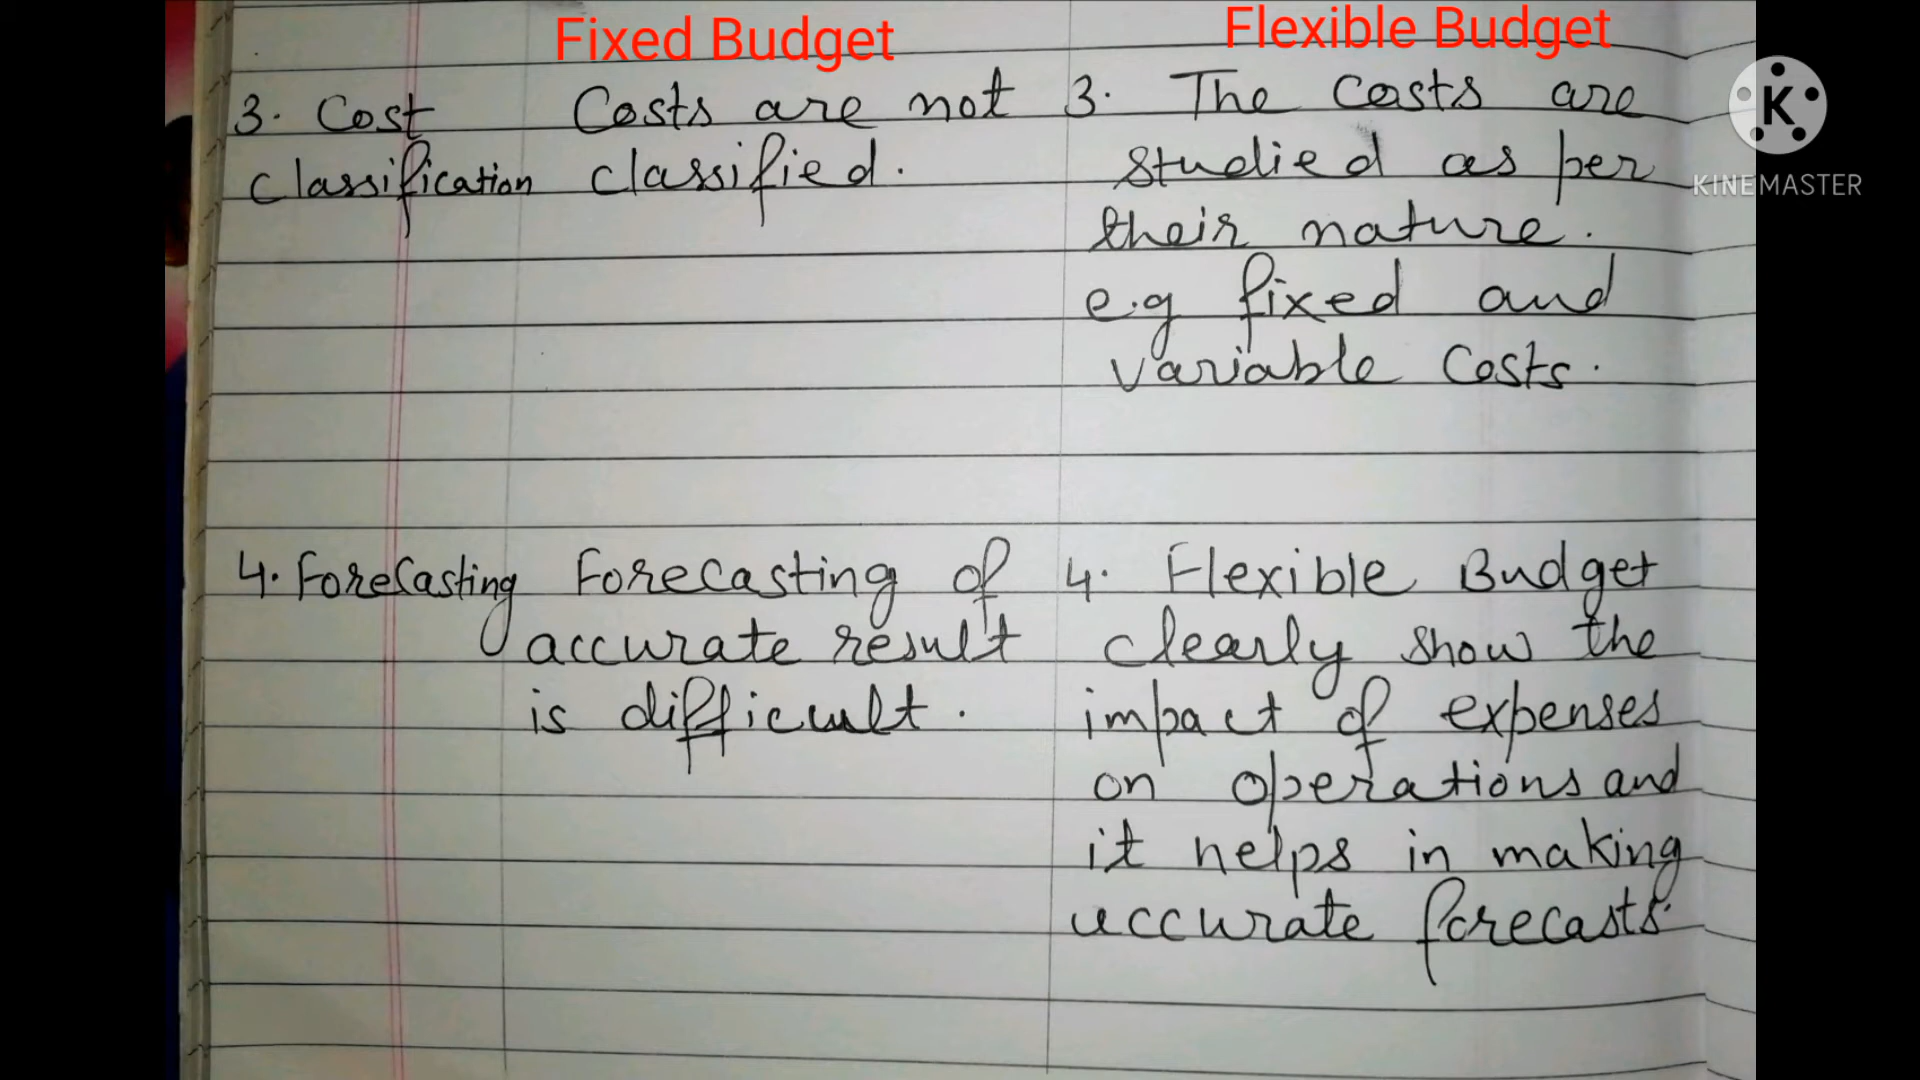 Fixed Budget
Flexible Budget
3. Cost
classification
Costs are not
classified.
3. The Costs are
studied as per
their nature.
e.g fixed and
variable Costs.
K
KINEMASTER
4. Forecasting
Forecasting of
accurate result
is difficult.
4. Flexible Budget
clearly show the
impact of expenses
on operations and
it helps in making
accurate forecasts.